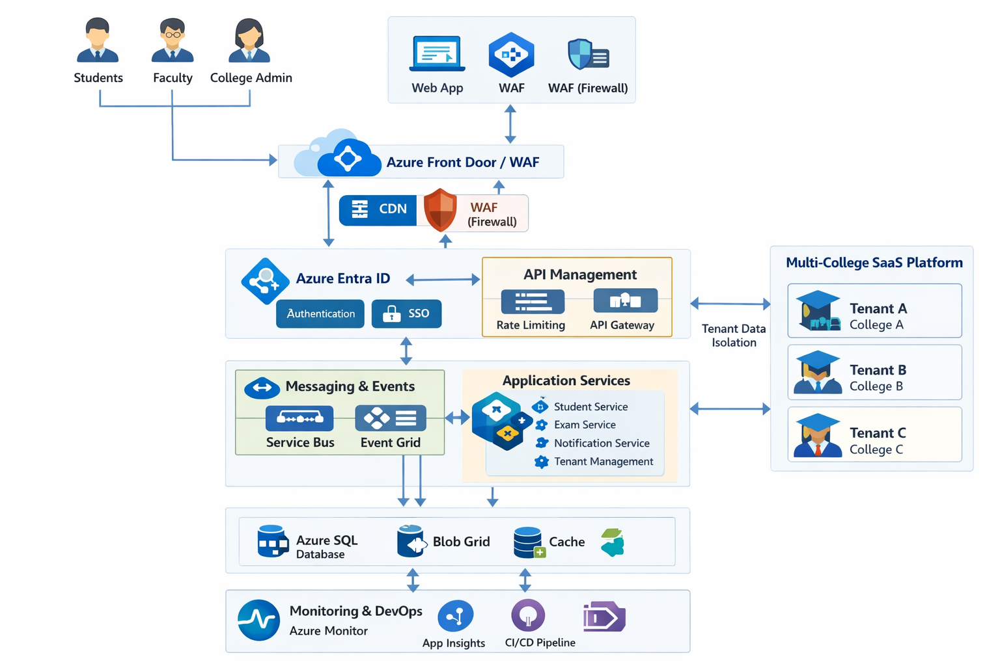 Students
Faculty
College Admin
Web App
WAF
WAF (Firewall)
Azure Front Door / WAF
CDN
WAF
(Firewall)
Azure Entra ID
Authentication
SSO
API Management
Rate Limiting
API Gateway
Tenant Data
Isolation
Multi-College SaaS Platform
Tenant A
College A
Tenant B
College B
Tenant C
College C
Messaging & Events
Service Bus
Event Grid
Application Services
Student Service
Exam Service
Notification Service
Tenant Management
Azure SQL
Database
Blob Grid
Cache
Monitoring & DevOps
Azure Monitor
App Insights
CI/CD Pipeline